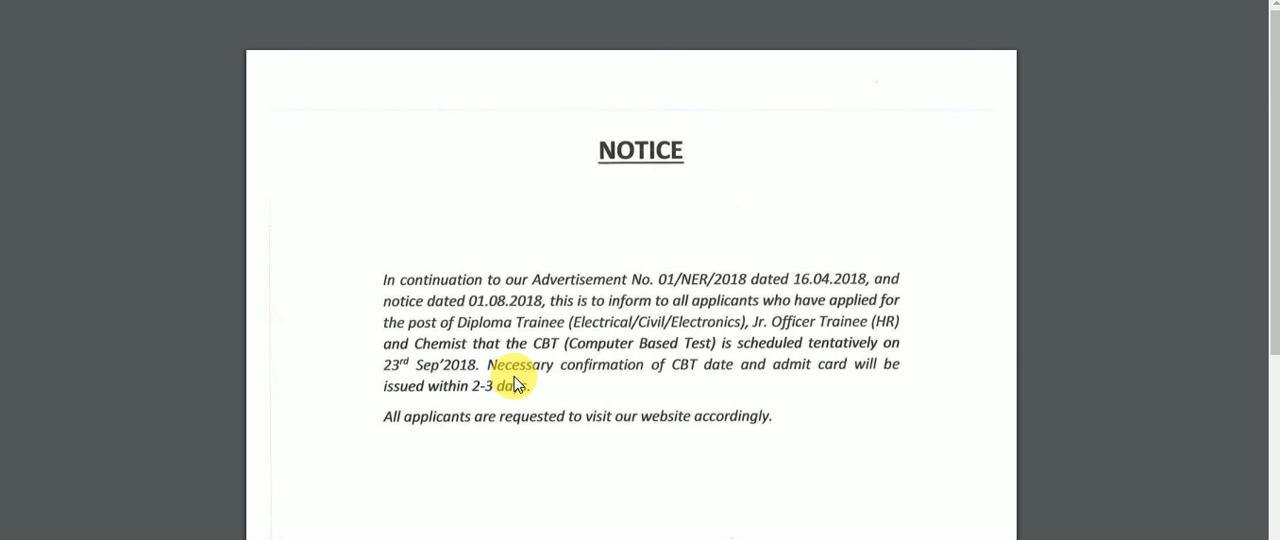 NOTICE
In continuation to our Advertisement No. 01/NER/2018 dated 16.04.2018, and
notice dated 01.08.2018, this is to inform to all applicants who have applied for
the post of Diploma Trainee (Electrical/Civil/Electronics), Jr. Officer Trainee (HR)
and Chemist that the CBT (Computer Based Test) is scheduled tentatively on
23rd Sep'2018. Necessary confirmation of CBT date and admit card will be
issued within 2-3 days.
All applicants are requested to visit our website accordingly.